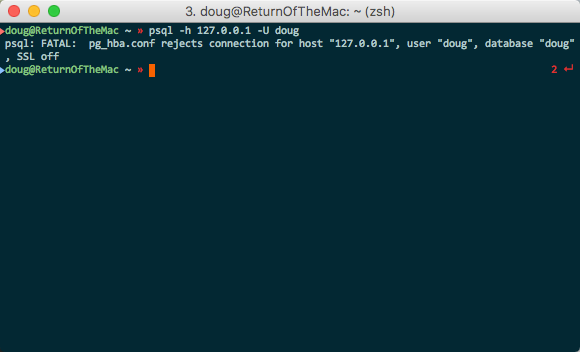 3. doug@ReturnOfTheMac: ~ (zsh)
doug@ReturnOfTheMac ~ » psql -h 127.0.0.1 -U doug
psql: FATAL:  pg_hba.conf rejects connection for host "127.0.0.1", user "doug", database "doug"
, SSL off
doug@ReturnOfTheMac ~ » 2 ↵